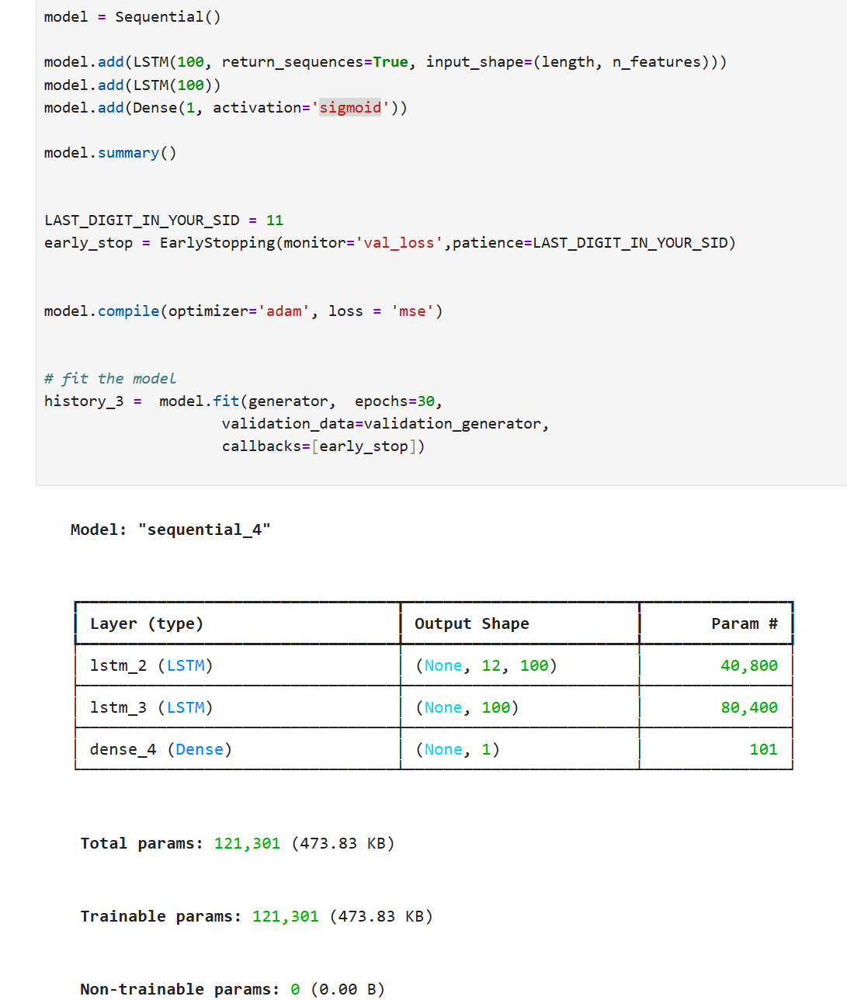 model = Sequential()
model.add(LSTM(100, return_sequences=True, input_shape=(length, n_features)))
model.add(LSTM(100))
model.add(Dense(1, activation='sigmoid'))
model.summary()
LAST_DIGIT_IN_YOUR_SID = 11
early_stop = EarlyStopping(monitor='val_loss',patience=LAST_DIGIT_IN_YOUR_SID)
model.compile(optimizer='adam', loss = 'mse')
# fit the model
history_3 =  model.fit(generator,  epochs=30,
validation_data=validation_generator,
callbacks=[early_stop])
Model: "sequential_4"
Layer (type) Output Shape Param #
lstm_2 (LSTM) (None, 12, 100) 40,800
lstm_3 (LSTM) (None, 100) 80,400
dense_4 (Dense) (None, 1) 101
Total params: 121,301 (473.83 KB)
Trainable params: 121,301 (473.83 KB)
Non-trainable params: 0 (0.00 B)